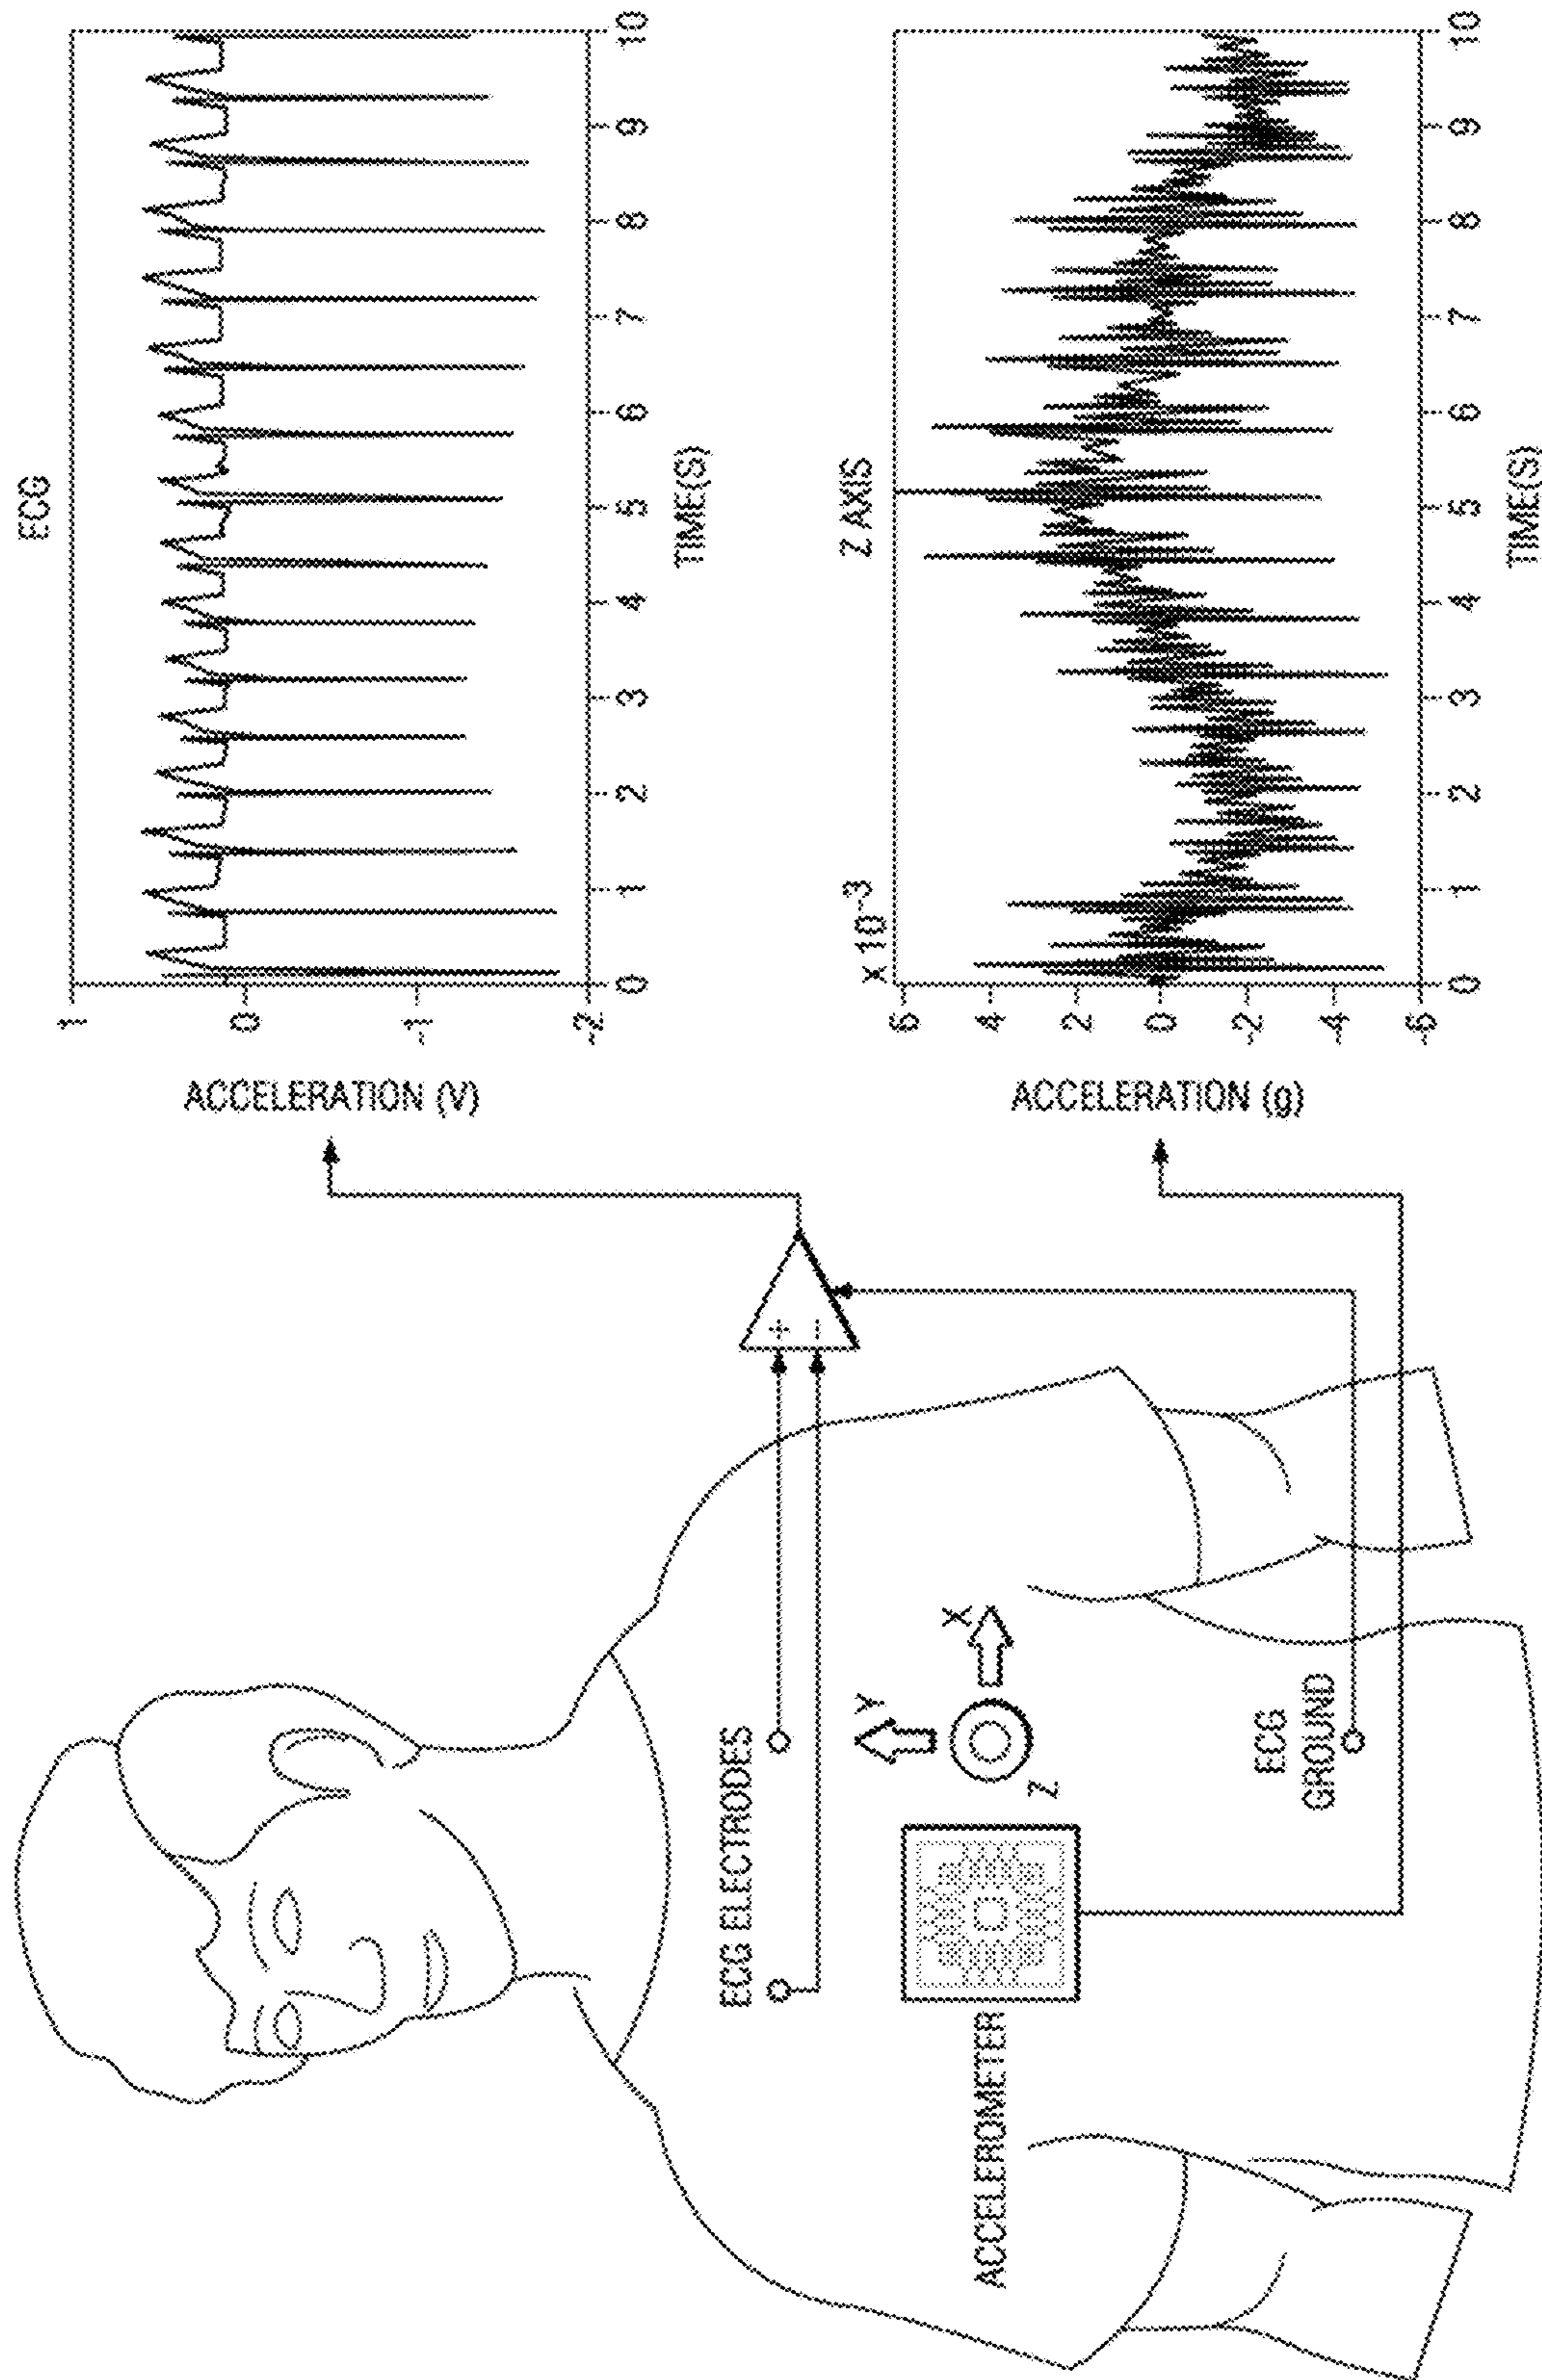 ECG ELECTRODES
ACCELEROMETER
Y
X
Z
ECG
GROUND
+
−
ECG
ACCELERATION (V)
1
0
-1
-2
0 1 2 3 4 5 6 7 8 9 10
TIME(S)
Z AXIS
x 10⁻³
ACCELERATION (g)
6
4
2
0
-2
-4
-6
0 1 2 3 4 5 6 7 8 9 10
TIME(S)